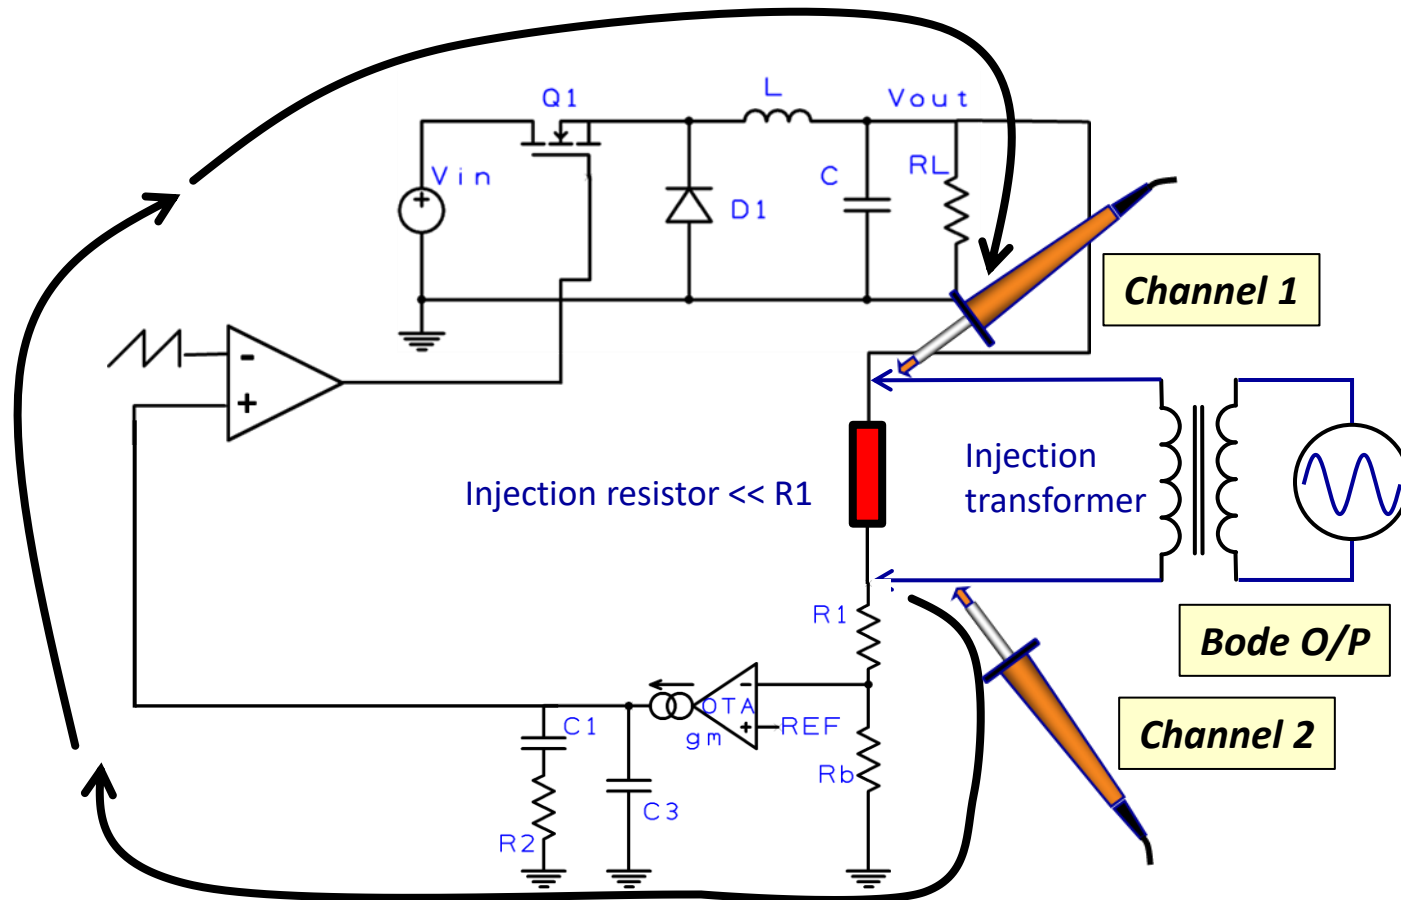 L
Q1
Vout
Vin
D1
C
RL
Channel 1
-
+
+
Injection
transformer
Injection resistor << R1
R1
Bode O/P
OTA
-
+
REF
gm
C1
Channel 2
Rb
C3
R2